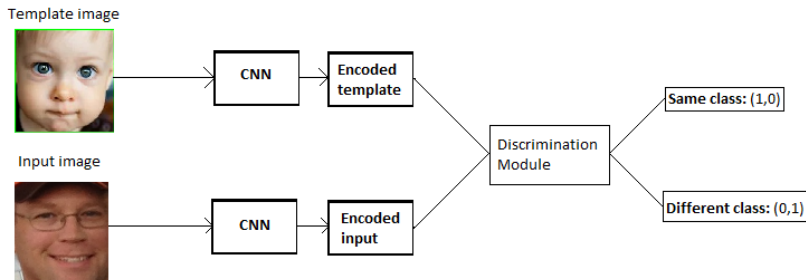 Template image
CNN
Encoded
template
Same class: (1,0)
Discrimination
Module
Input image
Different class: (0,1)
CNN
Encoded
input